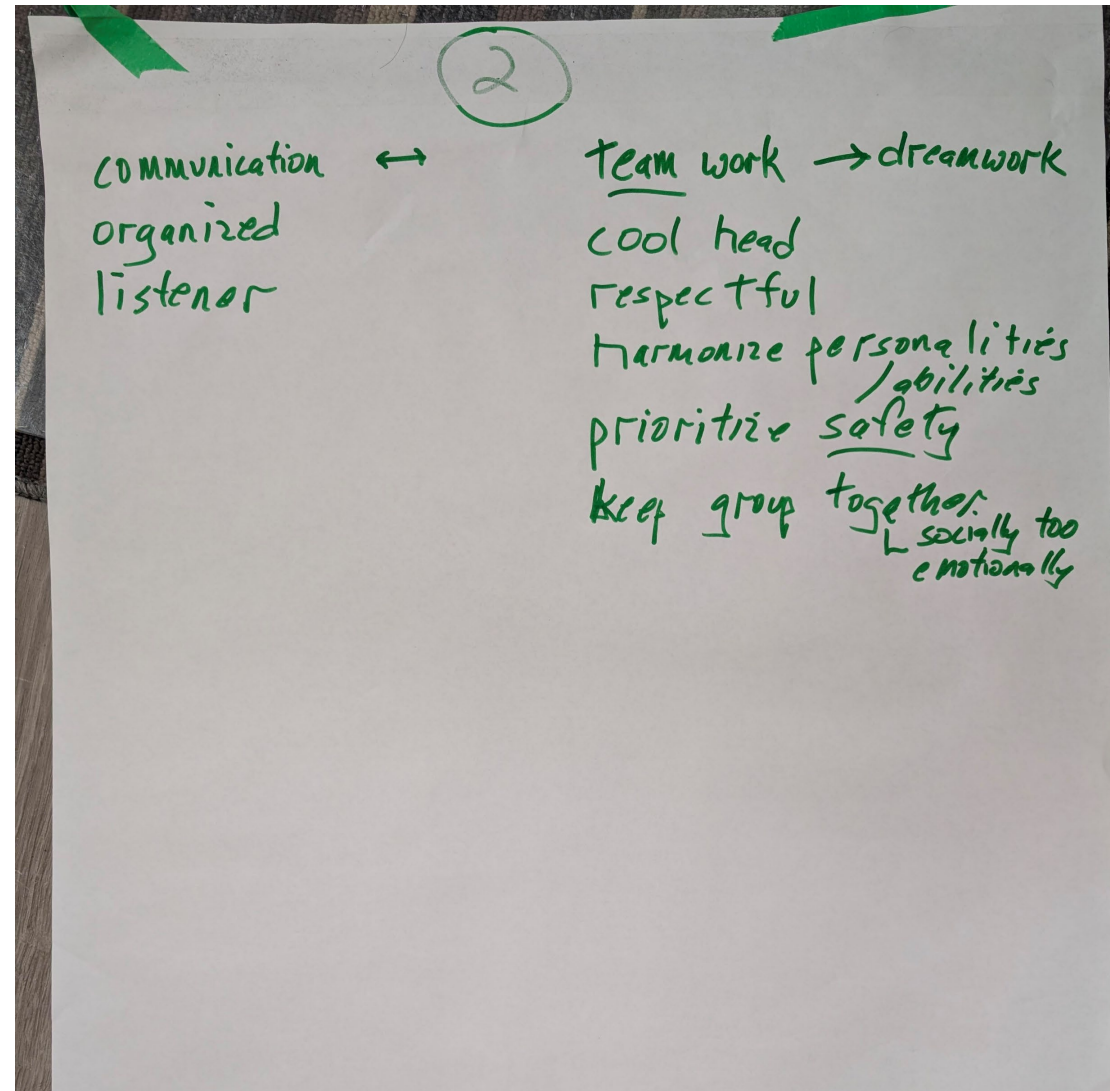 2
communication ↔
organized
listener
team work → dreamwork
cool head
respectful
harmonize personalities
/abilities
prioritize safety
keep group together
socially too
emotionally